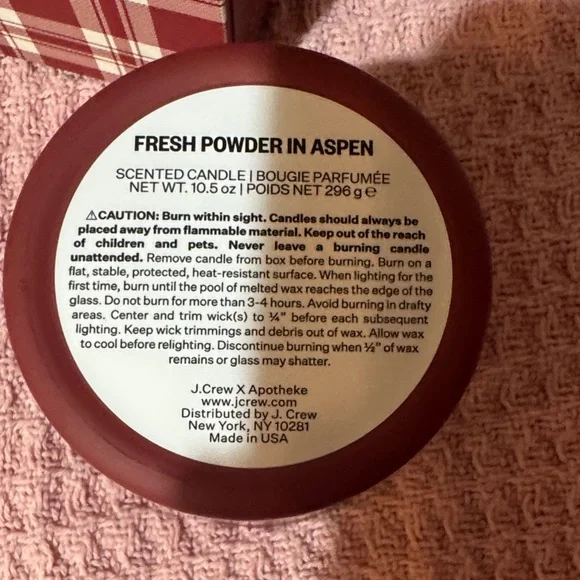 FRESH POWDER IN ASPEN
SCENTED CANDLE | BOUGIE PARFUMÉE
NET WT. 10.5 oz | POIDS NET 296 g ℮
⚠CAUTION: Burn within sight. Candles should always be
placed away from flammable material. Keep out of the reach
of children and pets. Never leave a burning candle
unattended. Remove candle from box before burning. Burn on a
flat, stable, protected, heat-resistant surface. When lighting for the
first time, burn until the pool of melted wax reaches the edge of the
glass. Do not burn for more than 3-4 hours. Avoid burning in drafty
areas. Center and trim wick(s) to ¼” before each subsequent
lighting. Keep wick trimmings and debris out of wax. Allow wax
to cool before relighting. Discontinue burning when ½” of wax
remains or glass may shatter.
J.Crew X Apotheke
www.jcrew.com
Distributed by J. Crew
New York, NY 10281
Made in USA